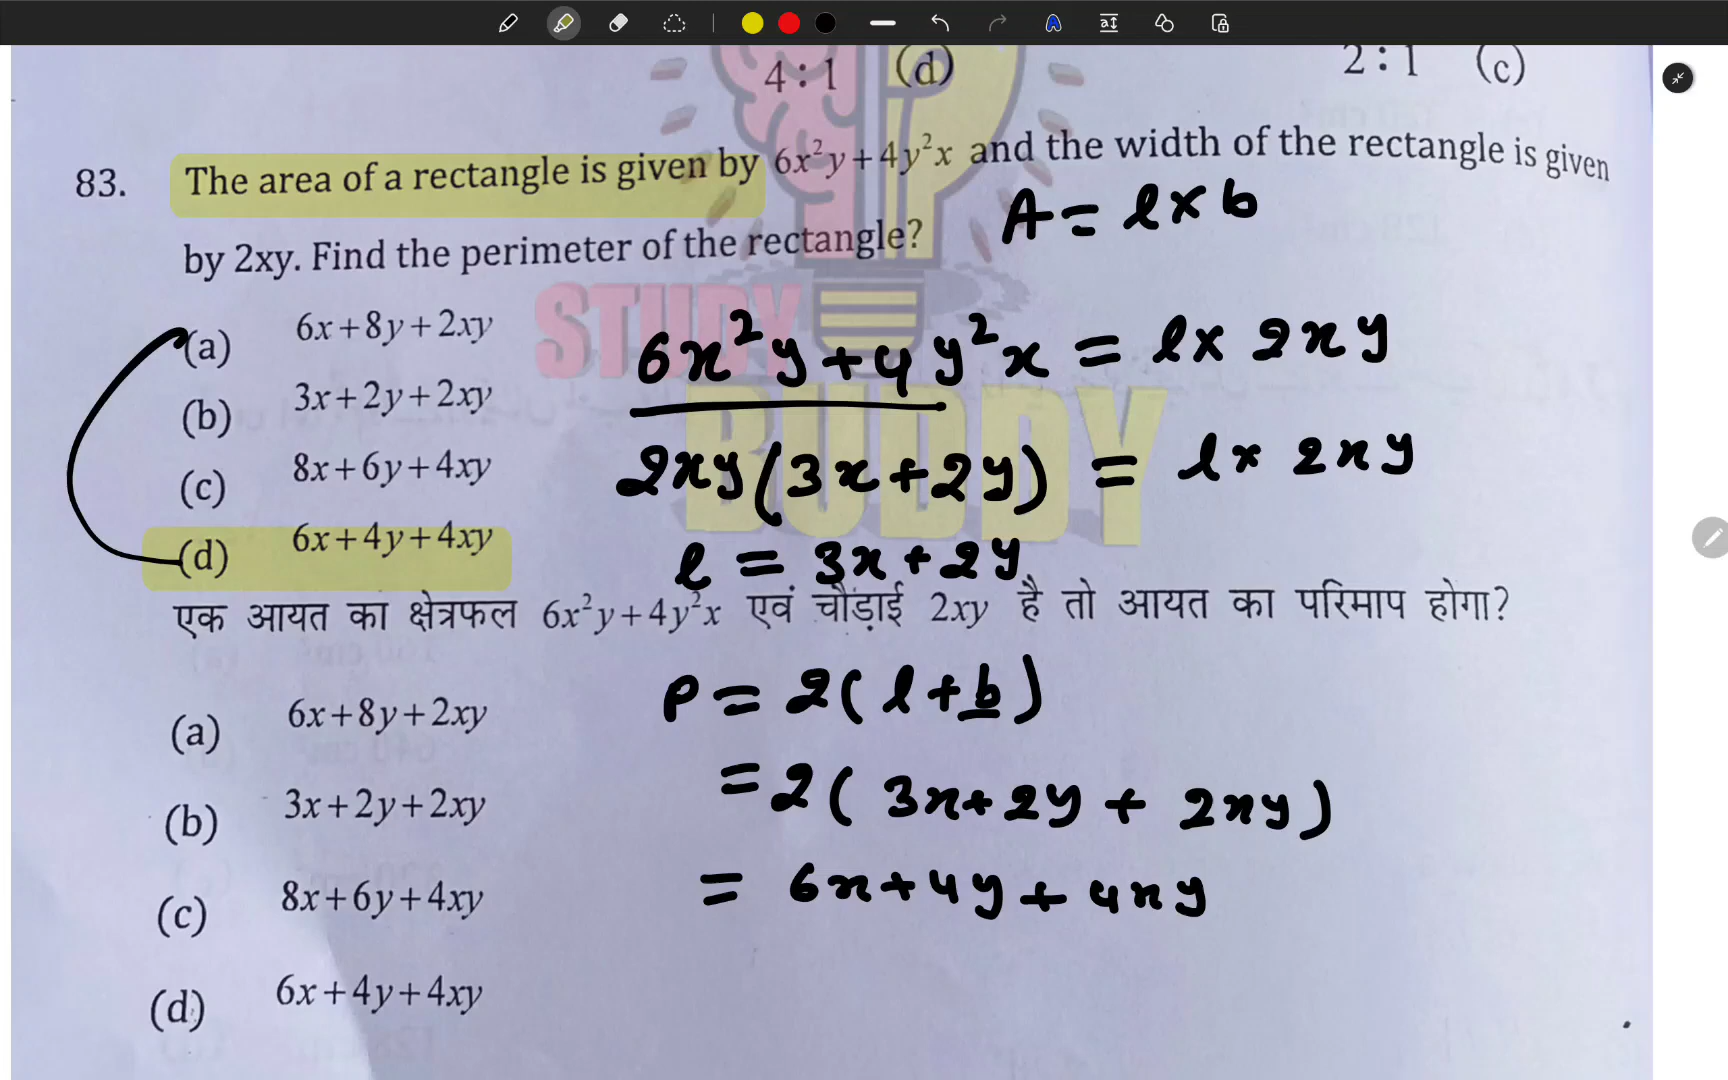 4 : 1 (d) 2 : 1 (c)
83. The area of a rectangle is given by 6x²y+4y²x and the width of the rectangle is given
A = l × b
by 2xy. Find the perimeter of the rectangle?
(a) 6x+8y+2xy
STUDY
6x²y + 4y²x = l × 2xy
(b) 3x+2y+2xy
BUDDY
(c) 8x+6y+4xy
2xy(3x+2y) = l × 2xy
(d) 6x+4y+4xy
l = 3x+2y
एक आयत का क्षेत्रफल 6x²y+4y²x एवं चौड़ाई 2xy है तो आयत का परिमाप होगा?
P = 2(l+b)
(a) 6x+8y+2xy
= 2(3x+2y + 2xy)
(b) 3x+2y+2xy
= 6x+4y+4xy
(c) 8x+6y+4xy
(d) 6x+4y+4xy